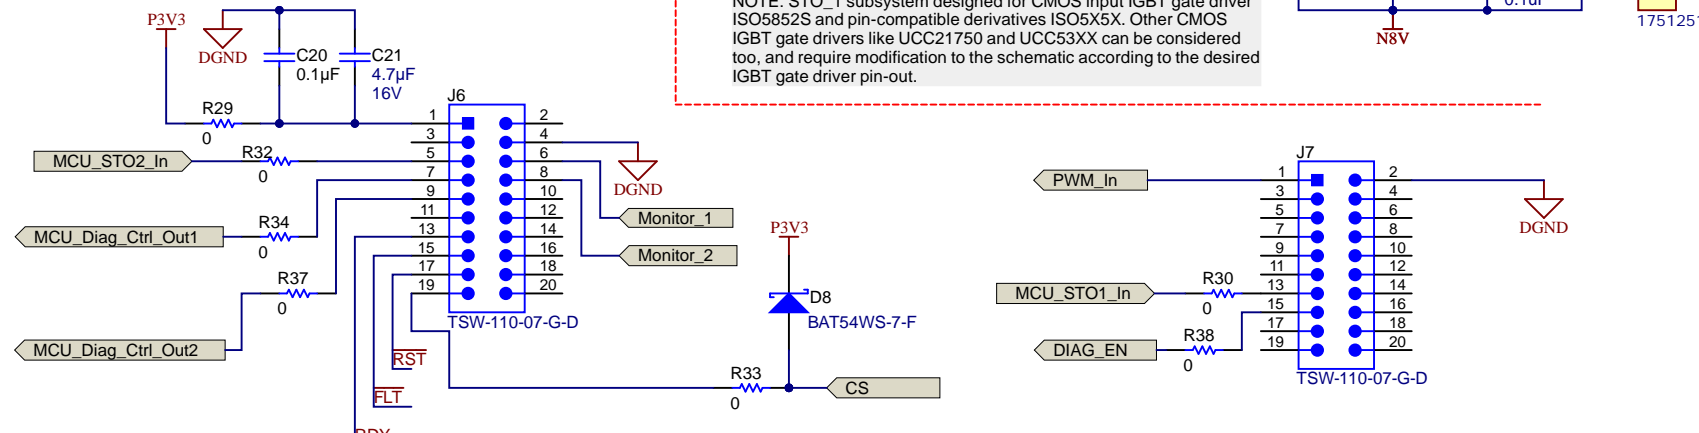 NOTE: STO_1 subsystem designed for CMOS input IGBT gate driver
ISO5852S and pin-compatible derivatives ISO5X5X. Other CMOS
IGBT gate drivers like UCC21750 and UCC53XX can be considered
too, and require modification to the schematic according to the desired
IGBT gate driver pin-out.
0.1uF
N8V
175125
P3V3
DGND
C20
0.1µF
C21
4.7µF
16V
R29
0
MCU_STO2_In
R32
0
MCU_Diag_Ctrl_Out1
R34
0
R37
0
MCU_Diag_Ctrl_Out2
J6
1 2
3 4
5 6
7 8
9 10
11 12
13 14
15 16
17 18
19 20
TSW-110-07-G-D
DGND
Monitor_1
Monitor_2
RST
FLT
RDY
P3V3
D8
BAT54WS-7-F
R33
0
CS
J7
PWM_In
1 2
3 4
5 6
7 8
9 10
11 12
13 14
15 16
17 18
19 20
TSW-110-07-G-D
DGND
MCU_STO1_In
R30
0
DIAG_EN
R38
0